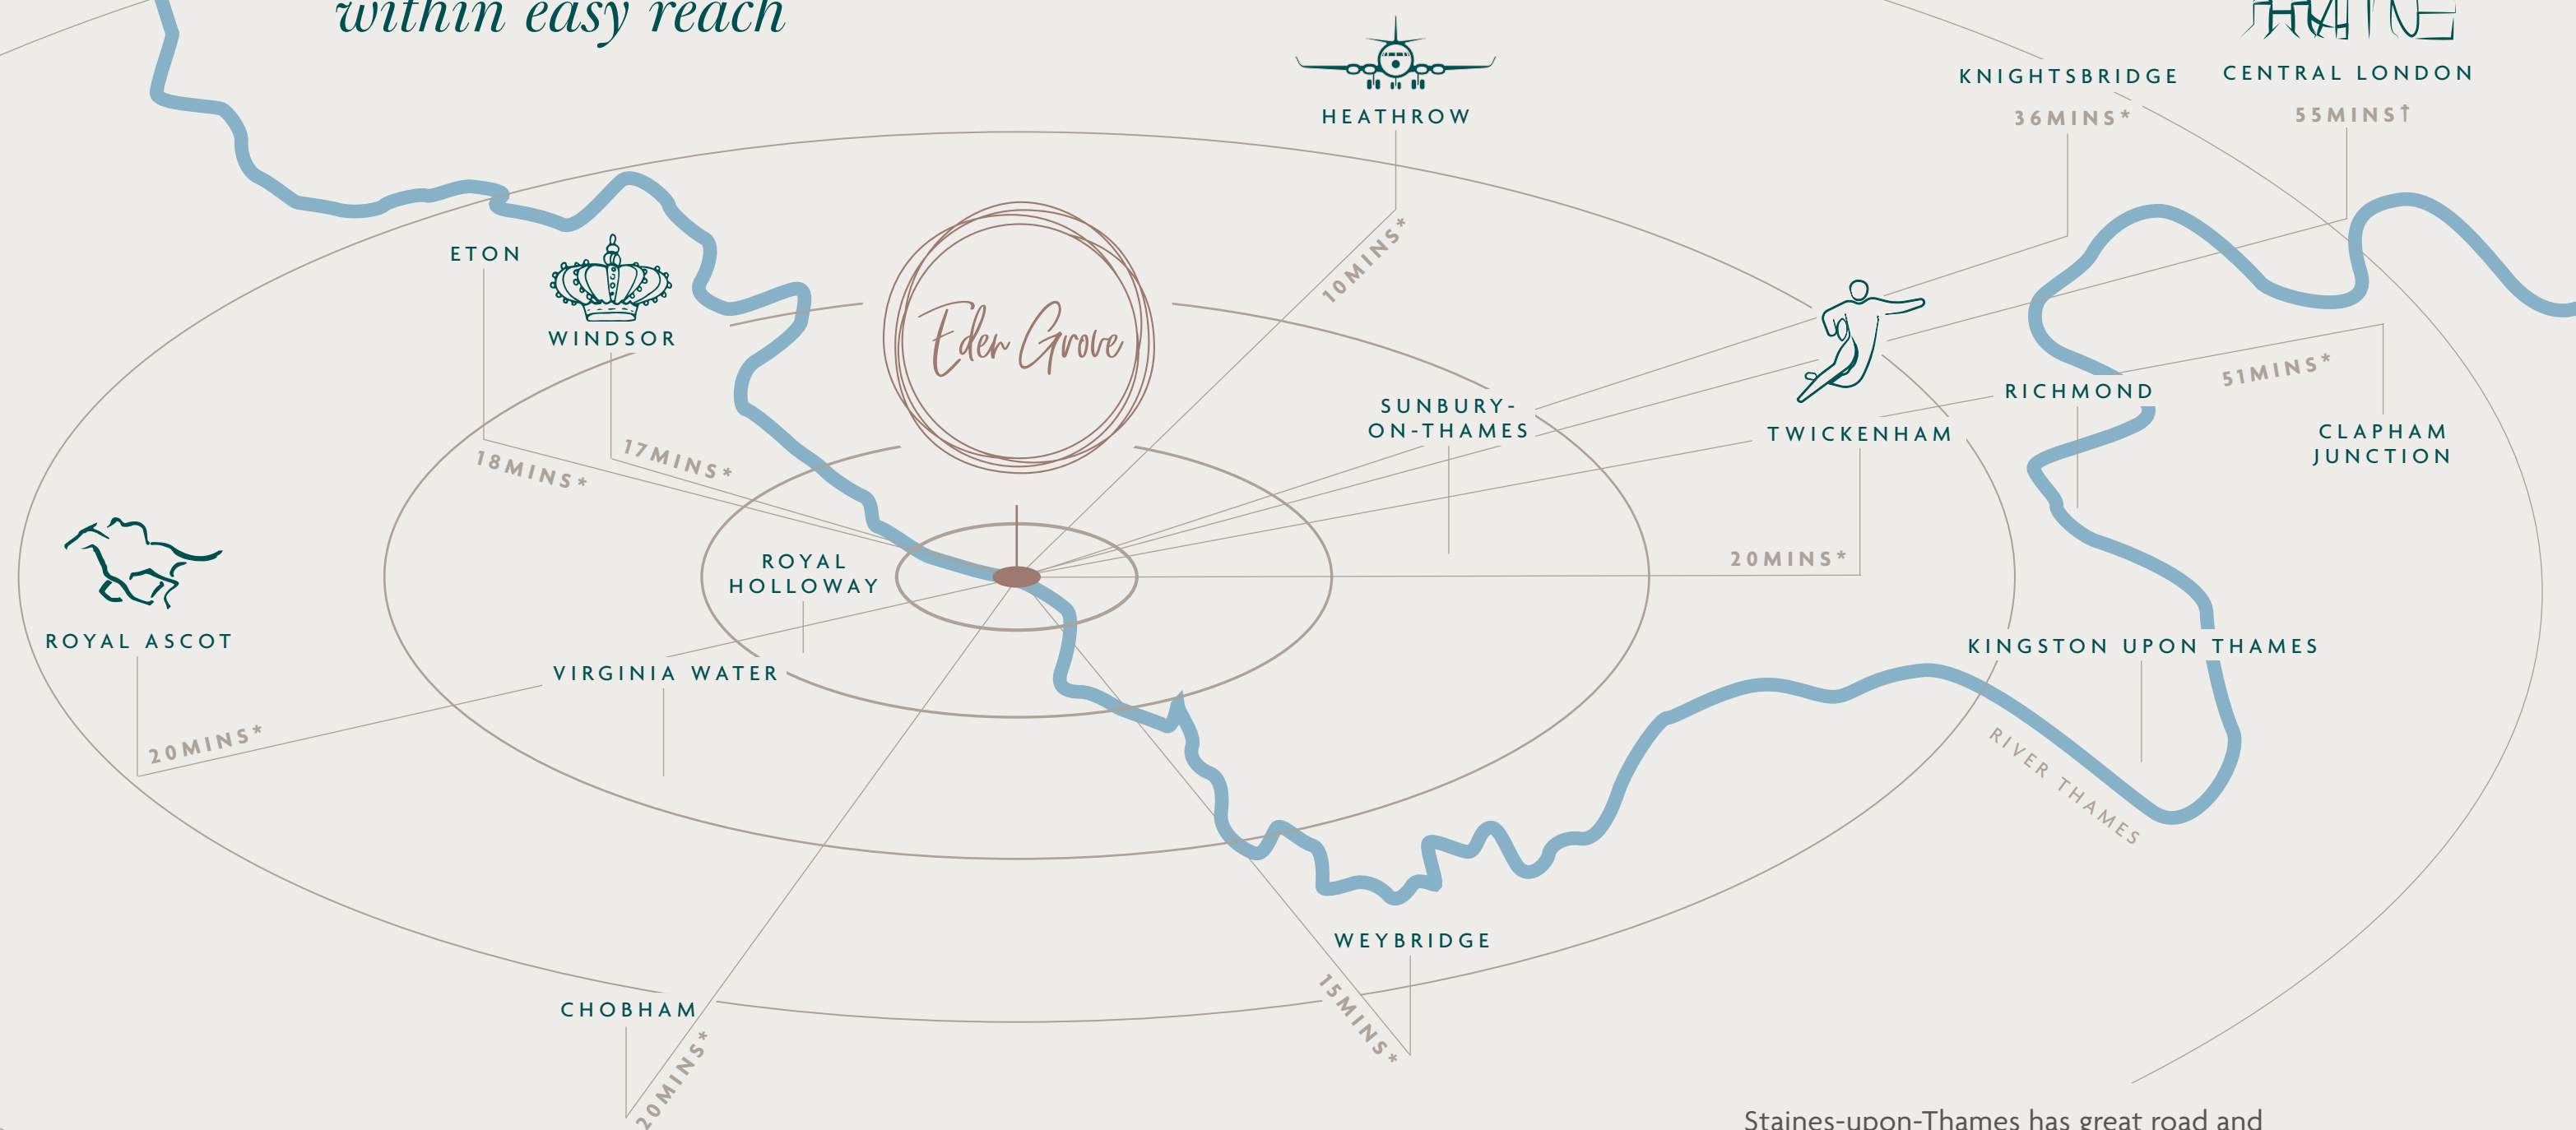 within easy reach
HEATHROW
10MINS*
KNIGHTSBRIDGE
36MINS*
CENTRAL LONDON
55MINS†
ETON
18MINS*
WINDSOR
17MINS*
Eden Grove
SUNBURY-
ON-THAMES
TWICKENHAM
20MINS*
RICHMOND
51MINS*
CLAPHAM
JUNCTION
ROYAL
HOLLOWAY
ROYAL ASCOT
20MINS*
VIRGINIA WATER
KINGSTON UPON THAMES
RIVER THAMES
WEYBRIDGE
15MINS*
CHOBHAM
20MINS*
Staines-upon-Thames has great road and